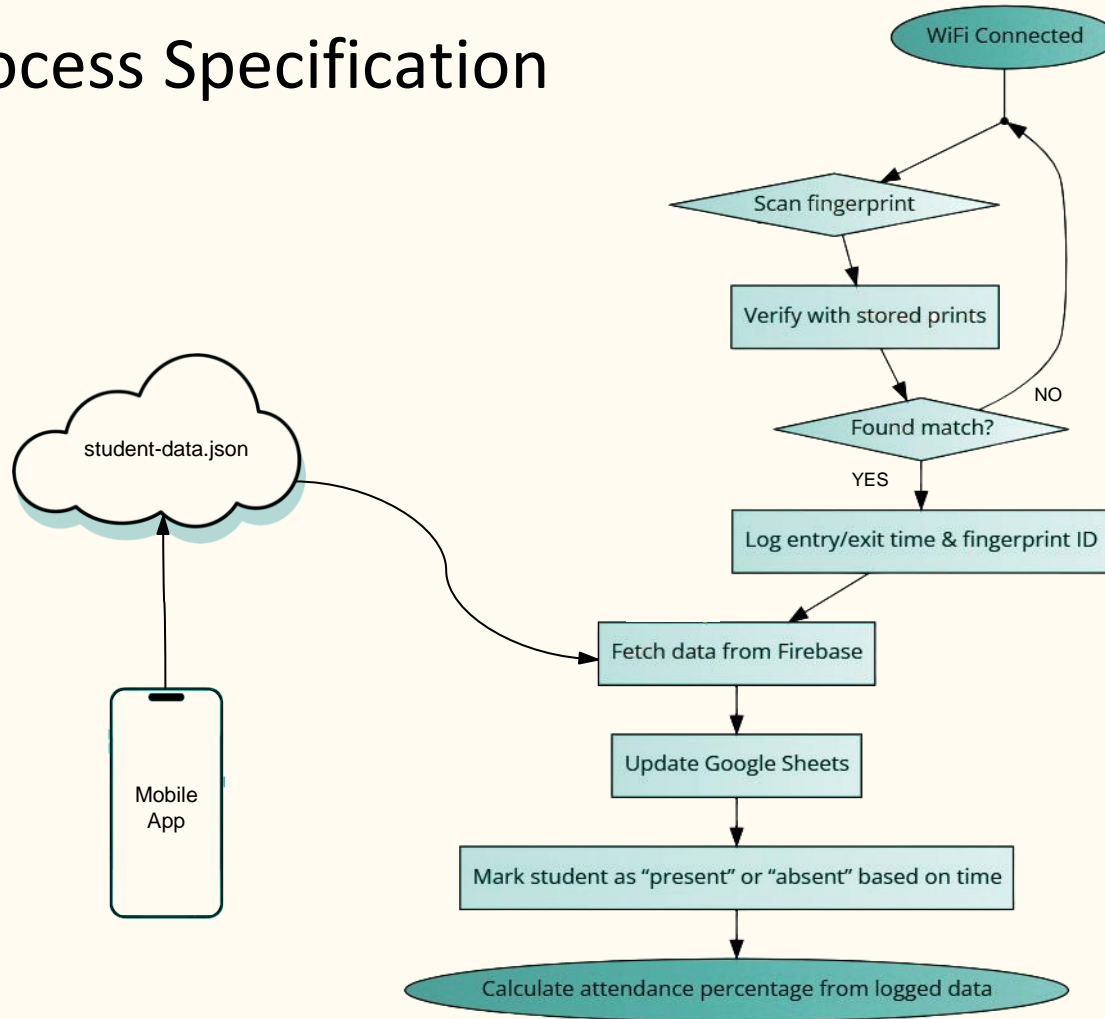 ocess Specification
WiFi Connected
Scan fingerprint
Verify with stored prints
NO
Found match?
YES
student-data.json
Log entry/exit time & fingerprint ID
Fetch data from Firebase
Update Google Sheets
Mobile
App
Mark student as “present” or “absent” based on time
Calculate attendance percentage from logged data